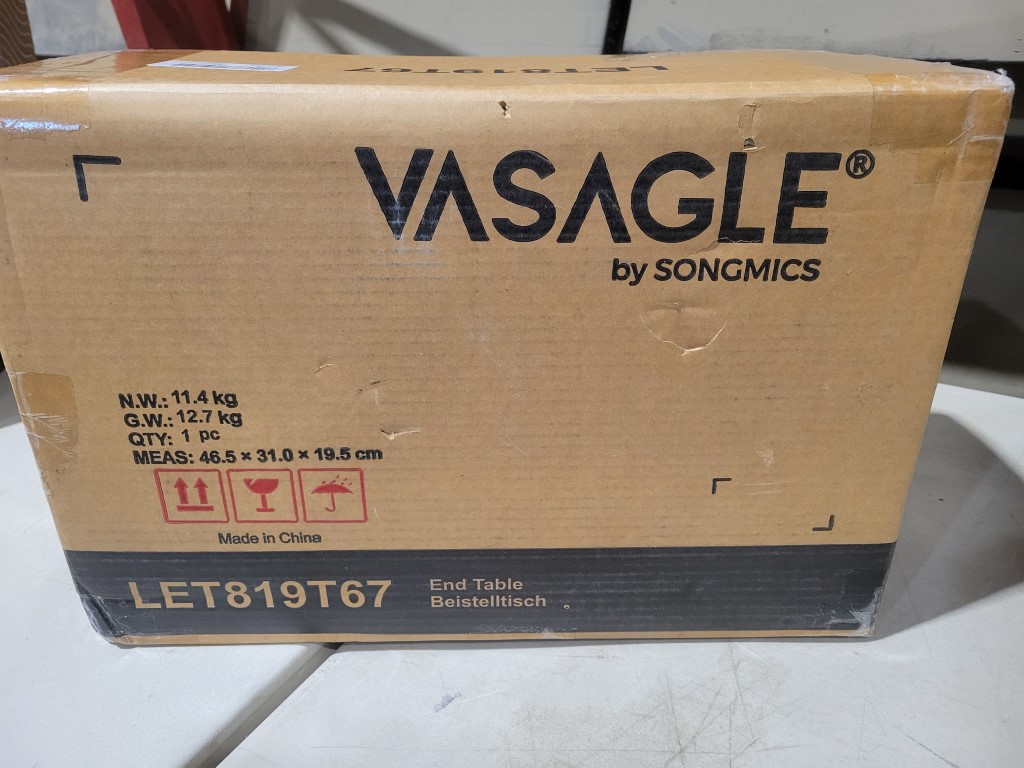 LET819T67
VASAGLE®
by SONGMICS
N.W.: 11.4 kg
G.W.: 12.7 kg
QTY: 1 pc
MEAS: 46.5 × 31.0 × 19.5 cm
Made in China
LET819T67
End Table
Beistelltisch